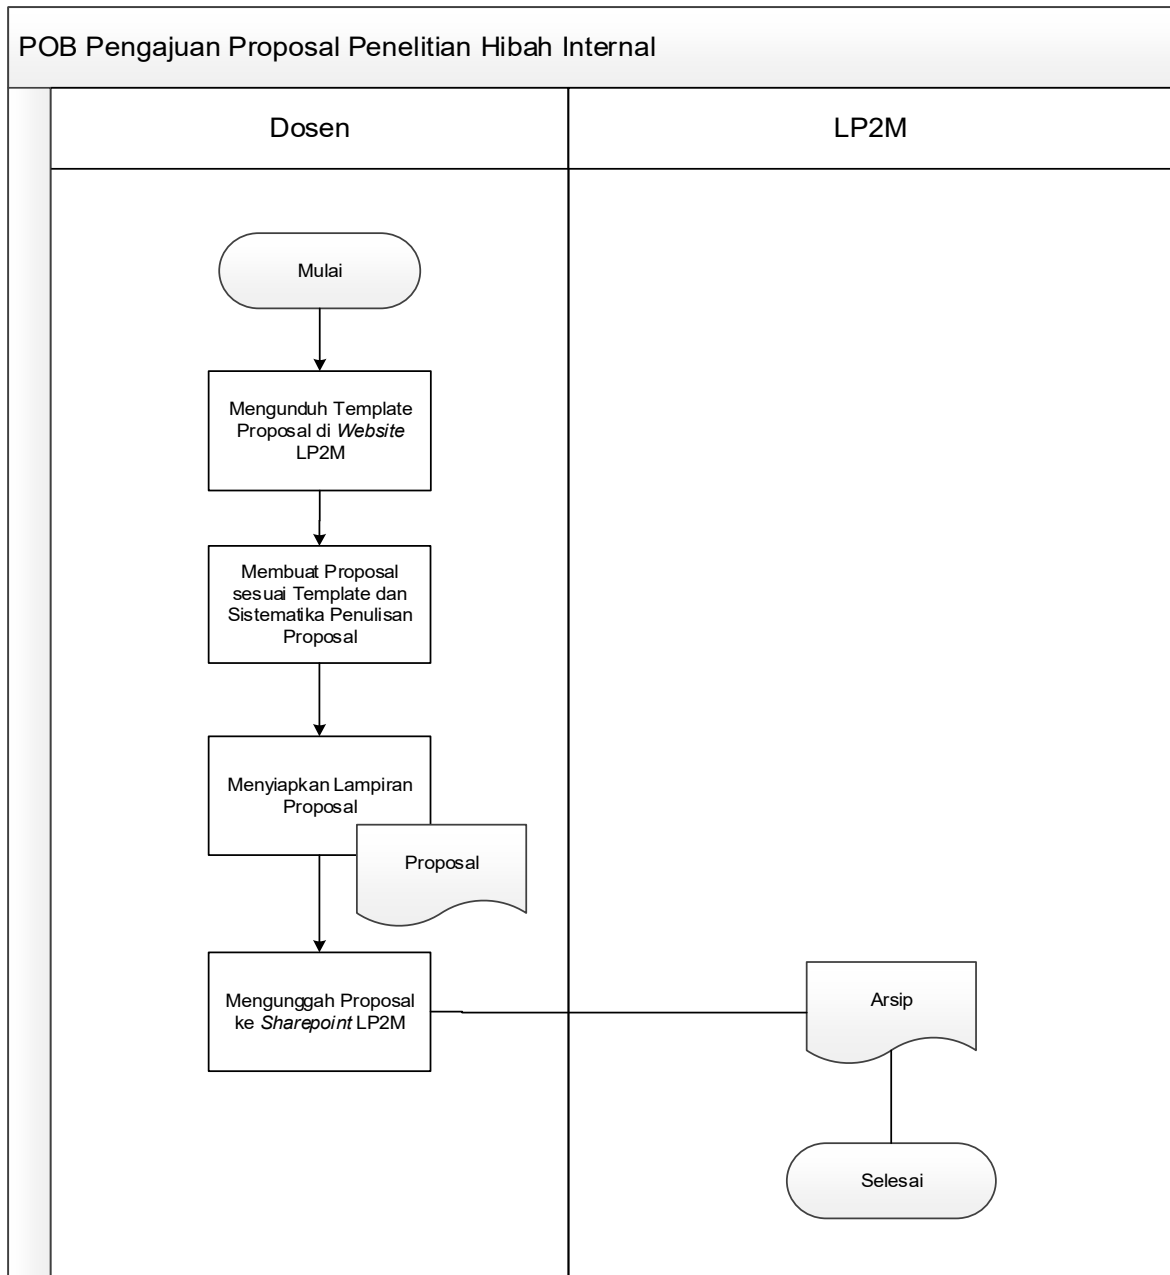 POB Pengajuan Proposal Penelitian Hibah Internal
Dosen
LP2M
Mulai
Mengunduh Template
Proposal di Website
LP2M
Membuat Proposal
sesuai Template dan
Sistematika Penulisan
Proposal
Menyiapkan Lampiran
Proposal
Proposal
Mengunggah Proposal
ke Sharepoint LP2M
Arsip
Selesai